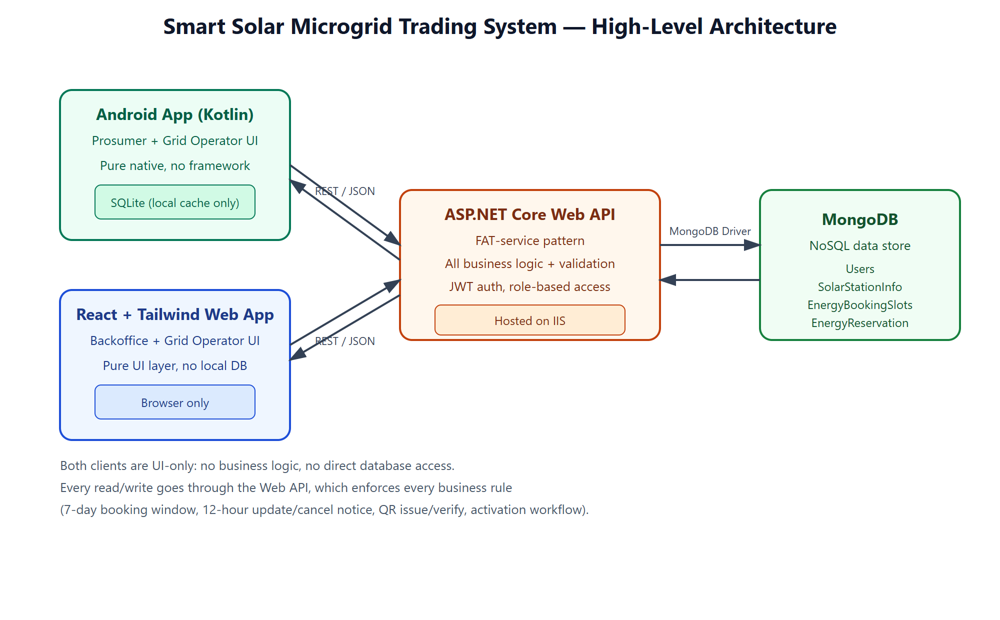 Smart Solar Microgrid Trading System — High-Level Architecture
Android App (Kotlin)
Prosumer + Grid Operator UI
Pure native, no framework
SQLite (local cache only)
REST / JSON
React + Tailwind Web App
Backoffice + Grid Operator UI
Pure UI layer, no local DB
Browser only
REST / JSON
ASP.NET Core Web API
FAT-service pattern
All business logic + validation
JWT auth, role-based access
Hosted on IIS
MongoDB Driver
MongoDB
NoSQL data store
Users
SolarStationInfo
EnergyBookingSlots
EnergyReservation
Both clients are UI-only: no business logic, no direct database access.
Every read/write goes through the Web API, which enforces every business rule
(7-day booking window, 12-hour update/cancel notice, QR issue/verify, activation workflow).